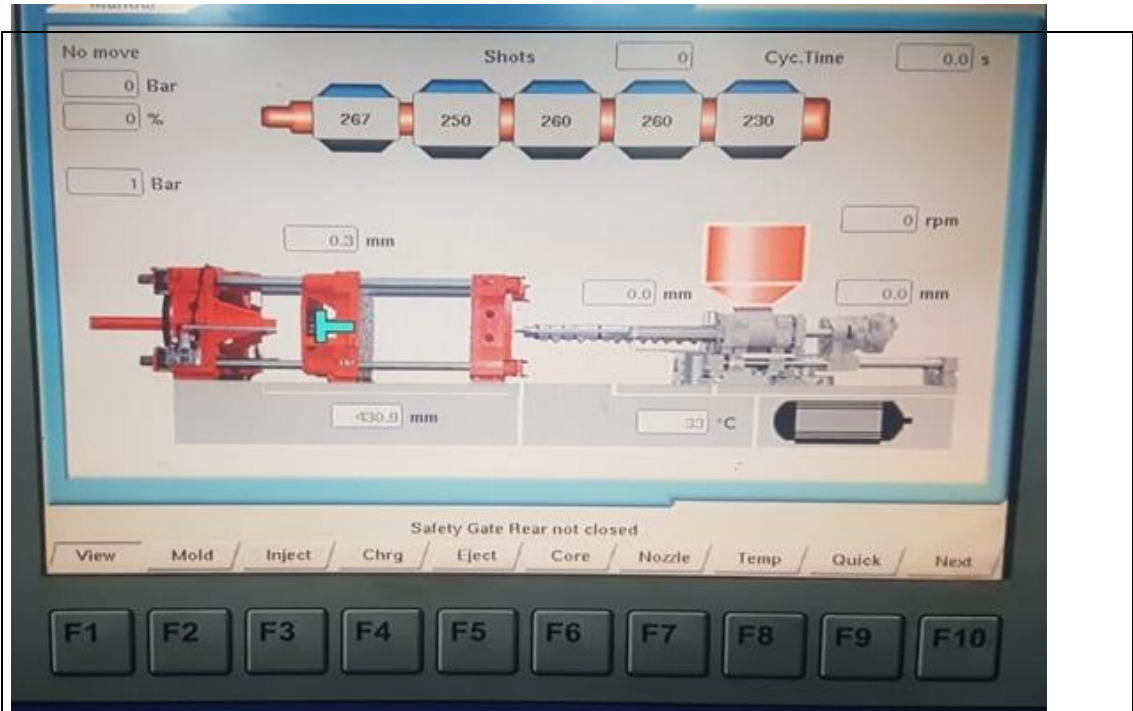 Manual
No move
Shots 0 Cyc.Time 0.0 s
0 Bar
0 %
267 250 260 260 230
1 Bar
0 rpm
0.3 mm
0.0 mm 0.0 mm
430.9 mm 33 °C
Safety Gate Rear not closed
View Mold Inject Chrg Eject Core Nozzle Temp Quick Next
F1 F2 F3 F4 F5 F6 F7 F8 F9 F10